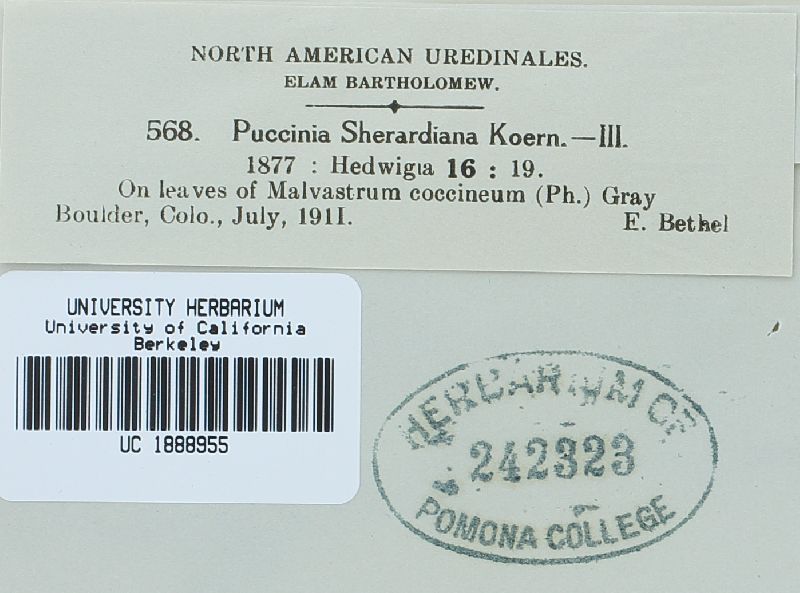 NORTH AMERICAN UREDINALES.
ELAM BARTHOLOMEW.
568. Puccinia Sherardiana Koern.—III.
1877 : Hedwigia 16 : 19.
On leaves of Malvastrum coccineum (Ph.) Gray
Boulder, Colo., July, 1911.
E. Bethel
UNIVERSITY HERBARIUM
University of California
Berkeley
UC 1888955
HERBARIUM OF
242323
POMONA COLLEGE